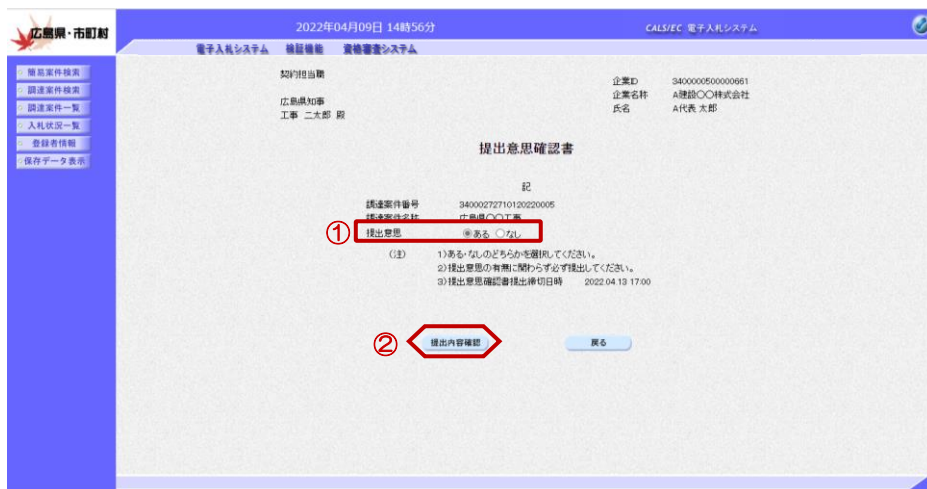 広島県・市町村
2022年04月09日 14時56分
CALS/EC 電子入札システム
電子入札システム 検証機能 資格審査システム
簡易案件検索
調達案件検索
調達案件一覧
入札状況一覧
登録者情報
保存データ表示
契約担当職
広島県知事
工事 二太郎 殿
企業ID 3400000500000661
企業名称 A建設〇〇株式会社
氏名 A代表 太郎
提出意思確認書
記
調達案件番号 34000272710120220005
調達案件名称 広島県〇〇工事
① 提出意思 ある なし
(注) 1)ある・なしのどちらかを選択してください。
2)提出意思の有無に関わらず必ず提出してください。
3)提出意思確認書提出締切日時 2022.04.13 17:00
② 提出内容確認 戻る